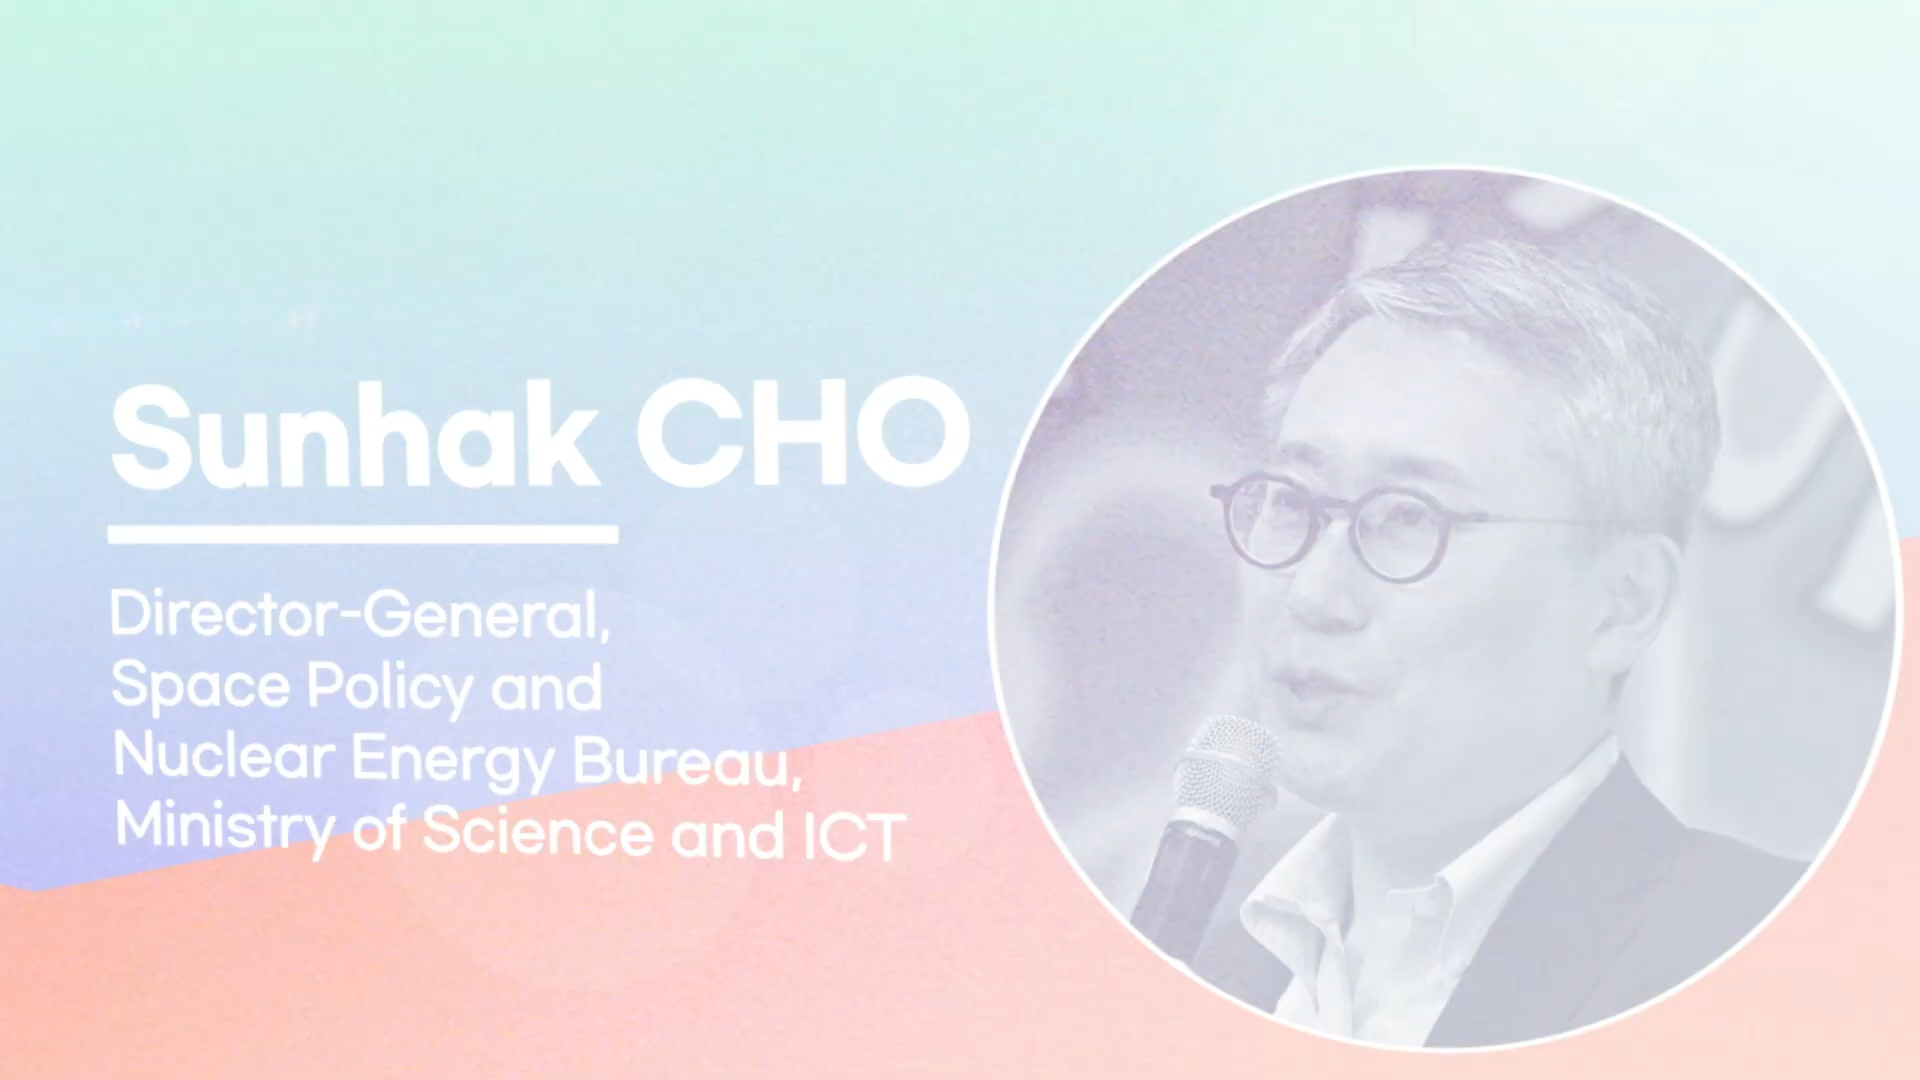 Sunhak CHO
Director-General,
Space Policy and
Nuclear Energy Bureau,
Ministry of Science and ICT